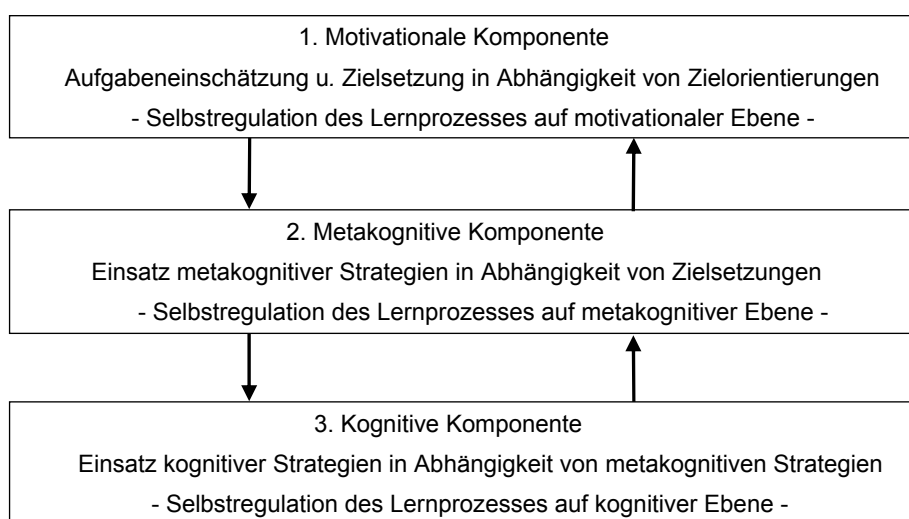 1. Motivationale Komponente
Aufgabeneinschätzung u. Zielsetzung in Abhängigkeit von Zielorientierungen
- Selbstregulation des Lernprozesses auf motivationaler Ebene -
2. Metakognitive Komponente
Einsatz metakognitiver Strategien in Abhängigkeit von Zielsetzungen
- Selbstregulation des Lernprozesses auf metakognitiver Ebene -
3. Kognitive Komponente
Einsatz kognitiver Strategien in Abhängigkeit von metakognitiven Strategien
- Selbstregulation des Lernprozesses auf kognitiver Ebene -